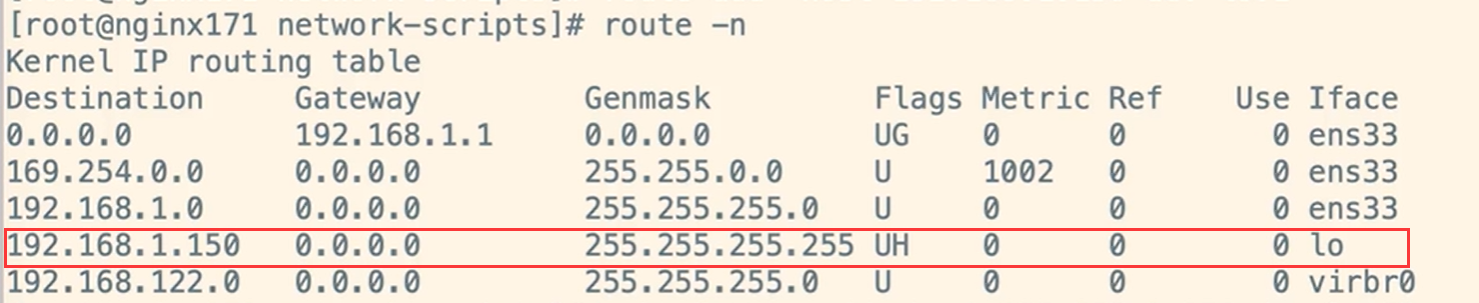 [root@nginx171 network-scripts]# route -n
Kernel IP routing table
Destination     Gateway         Genmask         Flags Metric Ref    Use Iface
0.0.0.0         192.168.1.1     0.0.0.0         UG    0      0        0 ens33
169.254.0.0     0.0.0.0         255.255.0.0     U     1002   0        0 ens33
192.168.1.0     0.0.0.0         255.255.255.0   U     0      0        0 ens33
192.168.1.150   0.0.0.0         255.255.255.255 UH    0      0        0 lo
192.168.122.0   0.0.0.0         255.255.255.0   U     0      0        0 virbr0